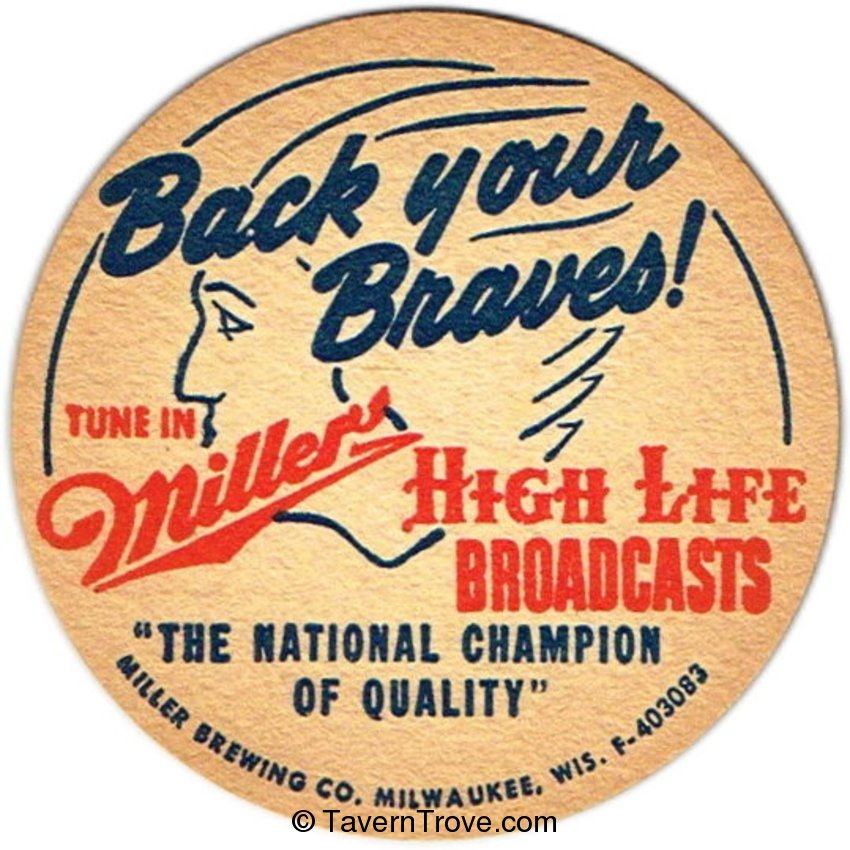 Back your
Braves!
TUNE IN
Miller
HIGH LIFE
BROADCASTS
"THE NATIONAL CHAMPION
OF QUALITY"
MILLER BREWING CO. MILWAUKEE, WIS. F-403083
© TavernTrove.com